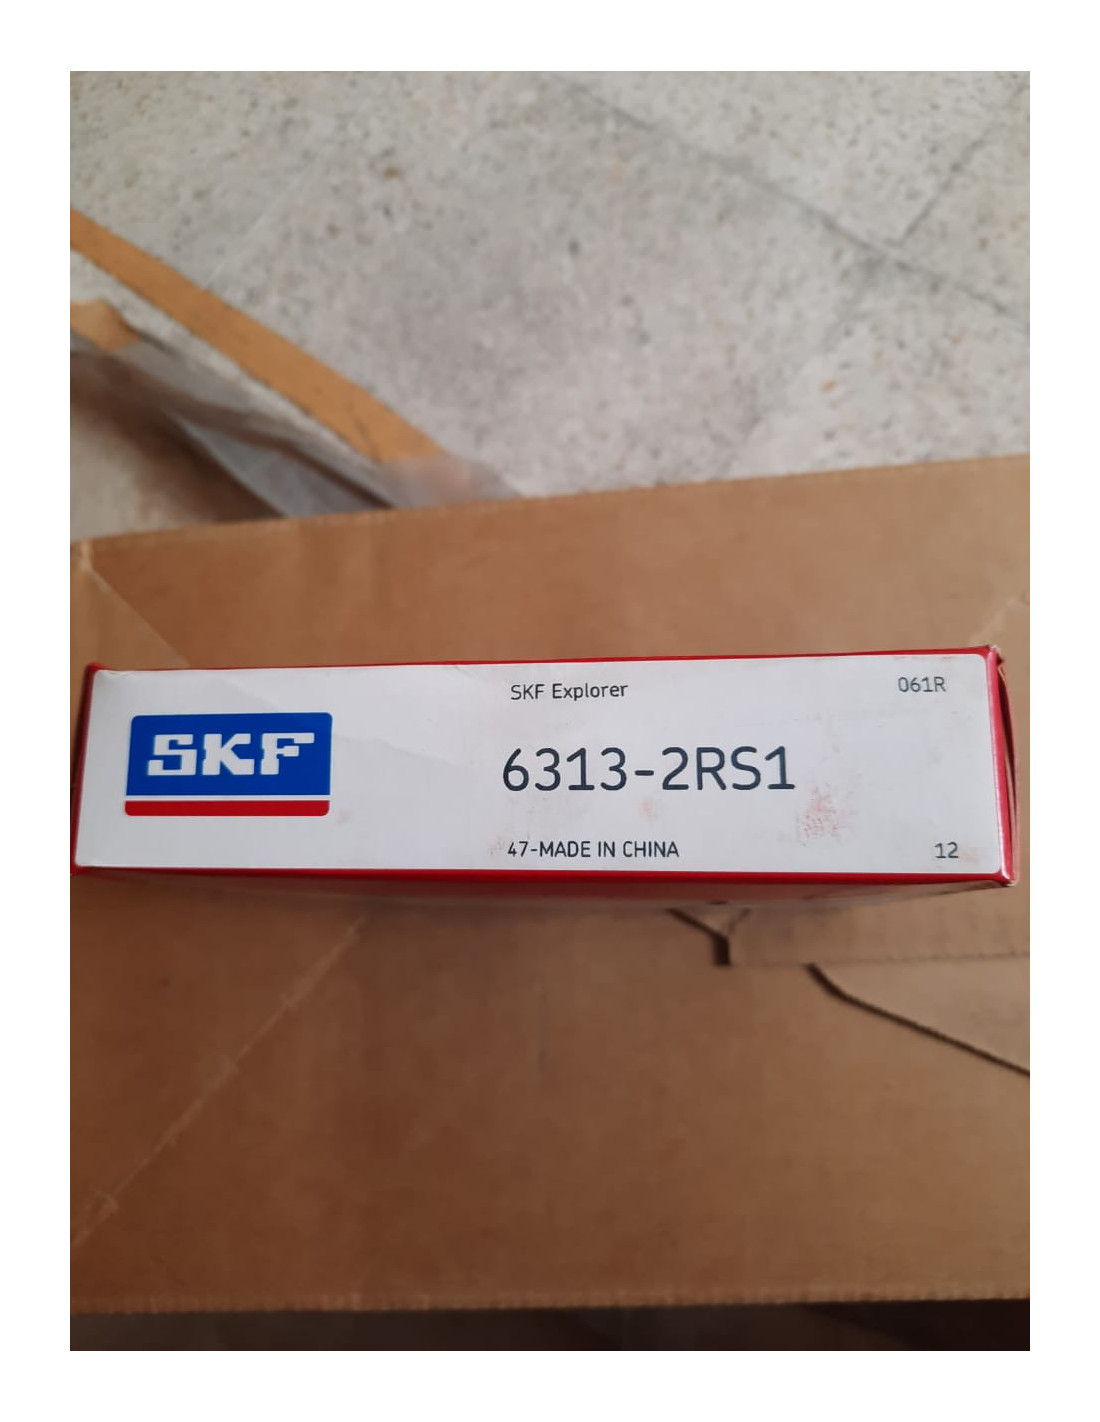 SKF
SKF Explorer
061R
6313-2RS1
47-MADE IN CHINA
12